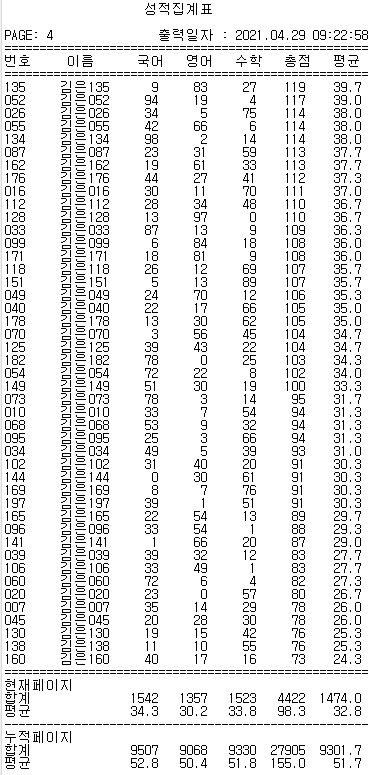 성적집계표
PAGE: 4 출력일자 : 2021.04.29 09:22:58
번호 이름 국어 영어 수학 총점 평균
135 김은135 9 83 27 119 39.7
052 김은052 94 19 4 117 39.0
026 김은026 34 5 75 114 38.0
055 김은055 42 66 6 114 38.0
134 김은134 98 2 14 114 38.0
087 김은087 23 31 59 113 37.7
162 김은162 19 61 33 113 37.7
176 김은176 44 27 41 112 37.3
016 김은016 30 11 70 111 37.0
112 김은112 28 34 48 110 36.7
128 김은128 13 97 0 110 36.7
033 김은033 87 13 9 109 36.3
099 김은099 6 84 18 108 36.0
171 김은171 18 81 9 108 36.0
118 김은118 26 12 69 107 35.7
151 김은151 5 13 89 107 35.7
049 김은049 24 70 12 106 35.3
040 김은040 22 17 66 105 35.0
178 김은178 13 30 62 105 35.0
070 김은070 3 56 45 104 34.7
125 김은125 39 43 22 104 34.7
182 김은182 78 0 25 103 34.3
054 김은054 72 22 8 102 34.0
149 김은149 51 30 19 100 33.3
073 김은073 78 3 14 95 31.7
010 김은010 33 7 54 94 31.3
068 김은068 53 9 32 94 31.3
095 김은095 25 3 66 94 31.3
034 김은034 49 5 39 93 31.0
102 김은102 31 40 20 91 30.3
144 김은144 0 30 61 91 30.3
169 김은169 8 7 76 91 30.3
197 김은197 39 1 51 91 30.3
165 김은165 22 54 13 89 29.7
096 김은096 33 54 1 88 29.3
141 김은141 1 66 20 87 29.0
039 김은039 39 32 12 83 27.7
106 김은106 33 49 1 83 27.7
060 김은060 72 6 4 82 27.3
020 김은020 23 0 57 80 26.7
007 김은007 35 14 29 78 26.0
045 김은045 20 28 30 78 26.0
130 김은130 19 15 42 76 25.3
138 김은138 11 10 55 76 25.3
160 김은160 40 17 16 73 24.3
현재페이지
합계 1542 1357 1523 4422 1474.0
평균 34.3 30.2 33.8 98.3 32.8
누적페이지
합계 9507 9068 9330 27905 9301.7
평균 52.8 50.4 51.8 155.0 51.7